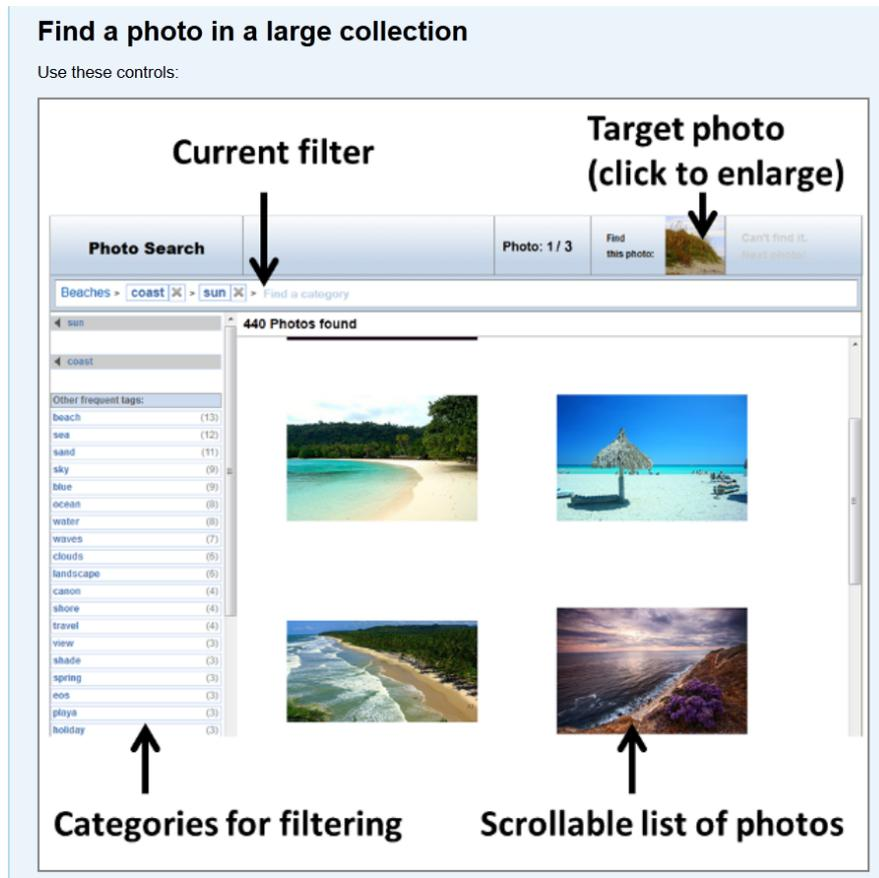 Find a photo in a large collection
Use these controls:
Current filter
Target photo
(click to enlarge)
Photo Search
Photo: 1 / 3
Find
this photo:
Can't find it.
Next photo!
Beaches » coast » sun » Find a category
sun
440 Photos found
coast
Other frequent tags:
beach (13)
sea (12)
sand (11)
sky (9)
blue (9)
ocean (8)
water (8)
waves (7)
clouds (6)
landscape (6)
canon (4)
shore (4)
travel (4)
view (3)
shade (3)
spring (3)
eos (3)
playa (3)
holiday (3)
Categories for filtering
Scrollable list of photos